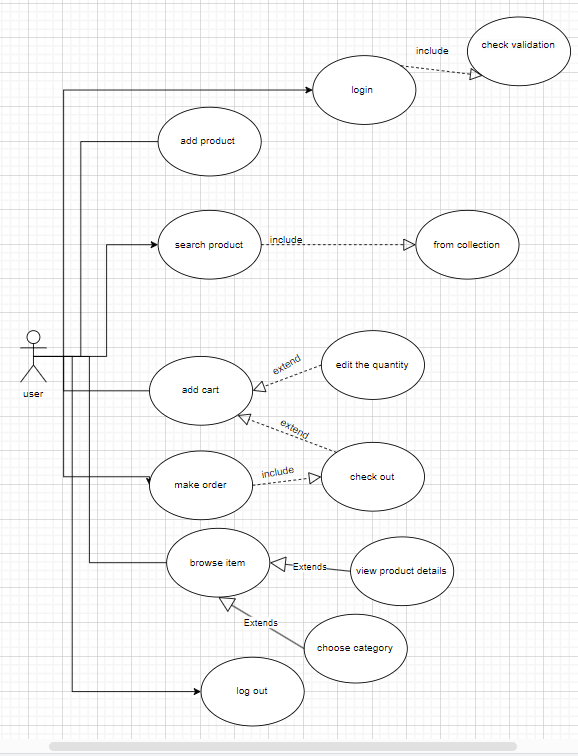 include
check validation
login
add product
search product
include
from collection
user
extend
edit the quantity
add cart
extend
include
check out
make order
browse item
Extends
view product details
Extends
choose category
log out